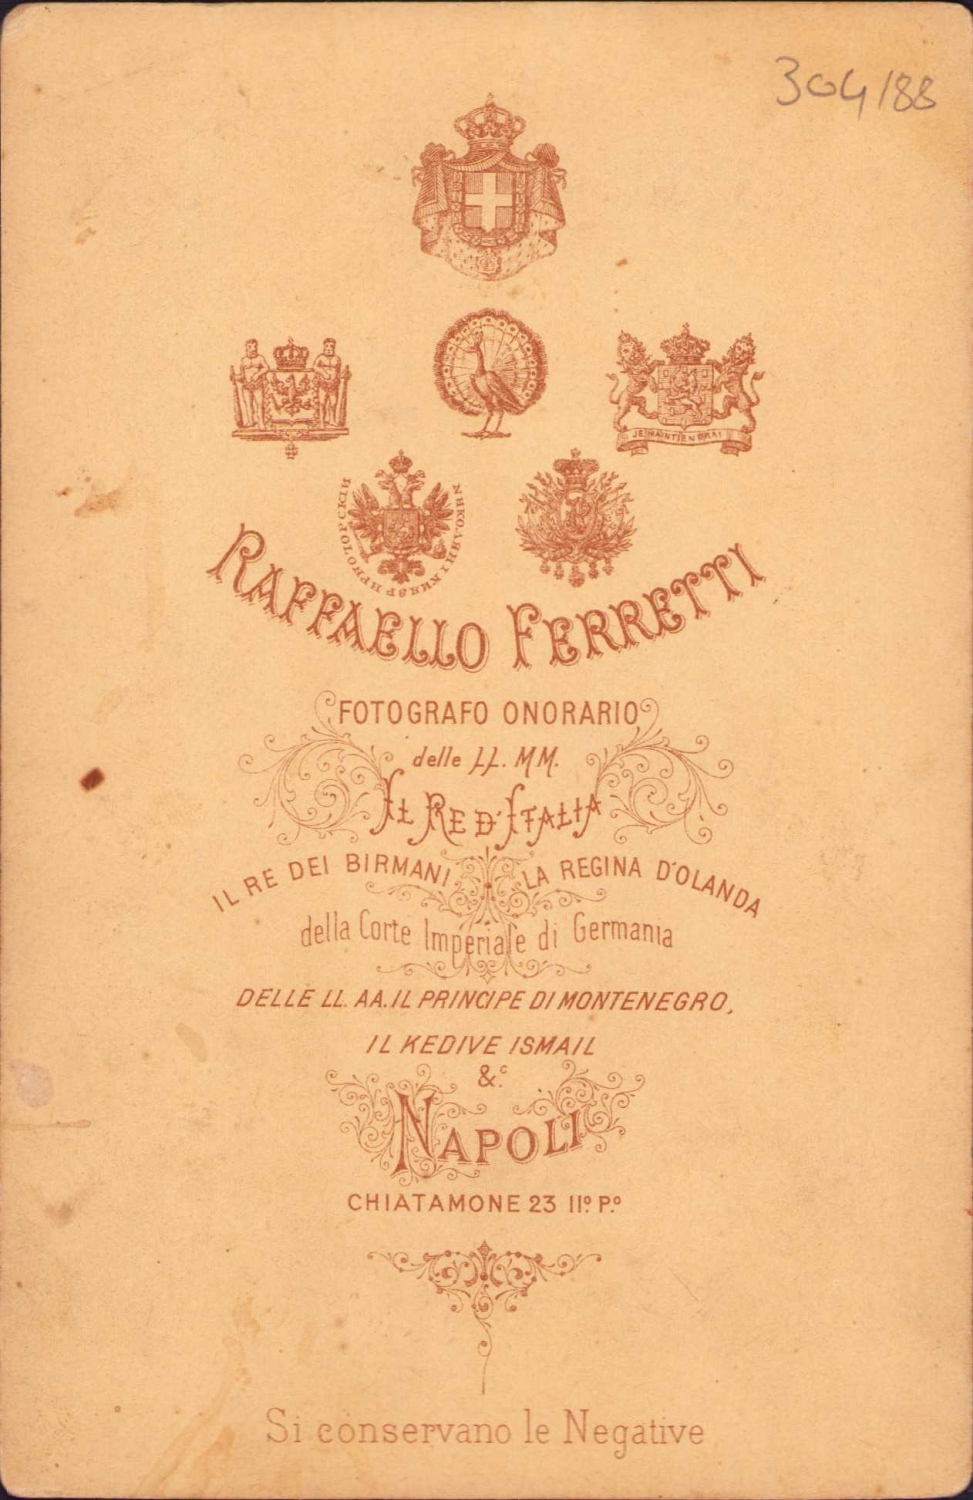 304/88
JE MAINTIENDRAI
RAFFAELLO FERRETTI
FOTOGRAFO ONORARIO
delle LL. MM.
IL RE D'ITALIA
IL RE DEI BIRMANI LA REGINA D'OLANDA
della Corte Imperiale di Germania
DELLE LL. AA. IL PRINCIPE DI MONTENEGRO,
IL KEDIVE ISMAIL
&c.
NAPOLI
CHIATAMONE 23 IIº P.º
Si conservano le Negative